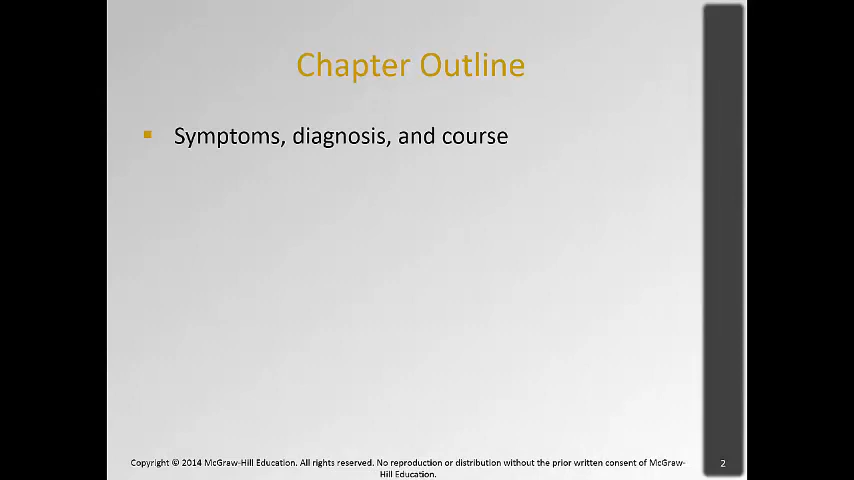 Chapter Outline
Symptoms, diagnosis, and course
Copyright © 2014 McGraw-Hill Education. All rights reserved. No reproduction or distribution without the prior written consent of McGraw-
Hill Education.
2